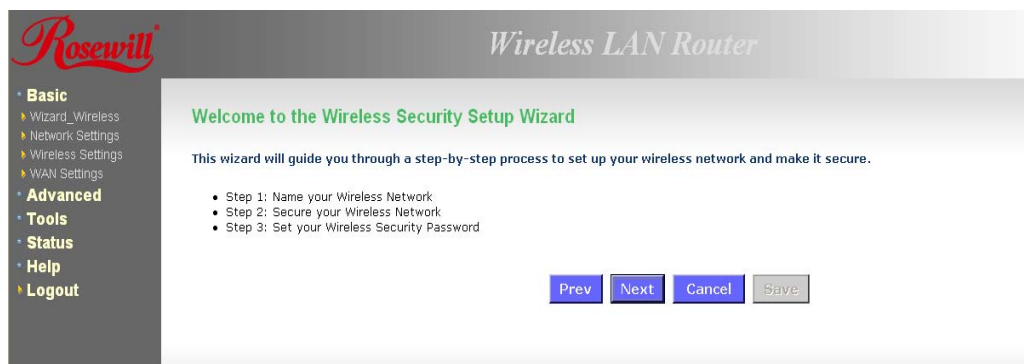 Rosewill
Wireless LAN Router
Basic
Wizard_Wireless
Network Settings
Wireless Settings
WAN Settings
Advanced
Tools
Status
Help
Logout
Welcome to the Wireless Security Setup Wizard
This wizard will guide you through a step-by-step process to set up your wireless network and make it secure.
Step 1: Name your Wireless Network
Step 2: Secure your Wireless Network
Step 3: Set your Wireless Security Password
Prev Next Cancel Save